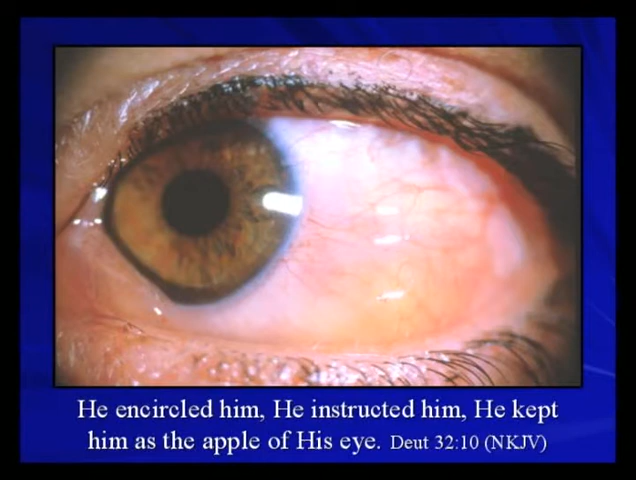 He encircled him, He instructed him, He kept
him as the apple of His eye. Deut 32:10 (NKJV)